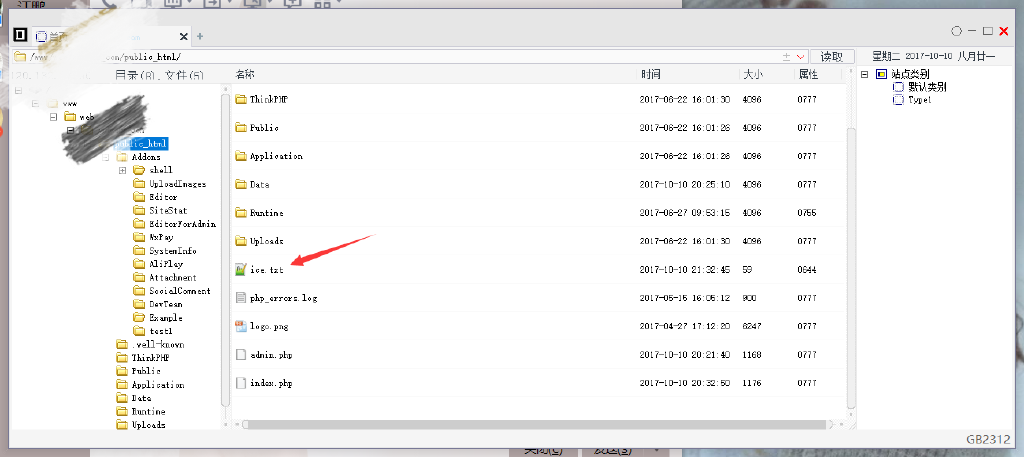 /www
com/public_html/
读取
星期二 2017-10-10 八月廿一
目录(8), 文件(5)
名称
时间
大小
属性
www
web
public_html
Addons
shell
UploadImages
Editor
SiteStat
EditorForAdmin
WxPay
SystemInfo
AliPlay
Attachment
SocialComment
DevTeam
Example
test1
.well-known
ThinkPHP
Public
Application
Data
Runtime
Uploads
ThinkPHP 2017-06-22 16:01:30 4096 0777
Public 2017-06-22 16:01:26 4096 0777
Application 2017-06-22 16:01:26 4096 0777
Data 2017-10-10 20:25:10 4096 0777
Runtime 2017-06-27 09:53:15 4096 0755
Uploads 2017-06-22 16:01:30 4096 0777
ice.txt 2017-10-10 21:32:45 59 0644
php_errors.log 2017-05-15 16:05:12 900 0777
logo.png 2017-04-27 17:12:20 6247 0777
admin.php 2017-10-10 20:21:40 1168 0777
index.php 2017-10-10 20:32:50 1176 0777
站点类别
默认类别
Type1
GB2312